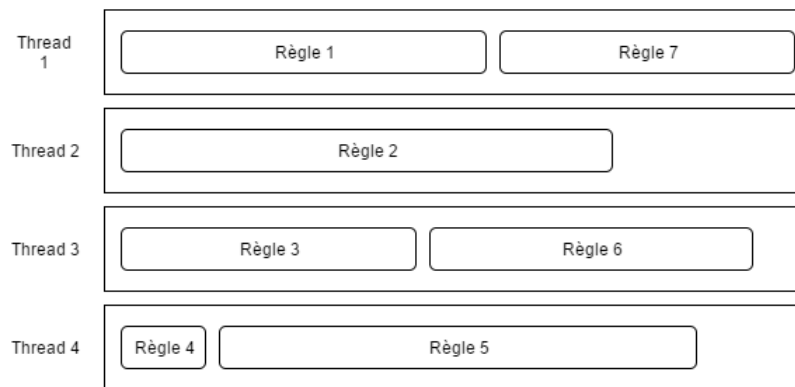 Thread
1
Règle 1
Règle 7
Thread 2
Règle 2
Thread 3
Règle 3
Règle 6
Thread 4
Règle 4
Règle 5